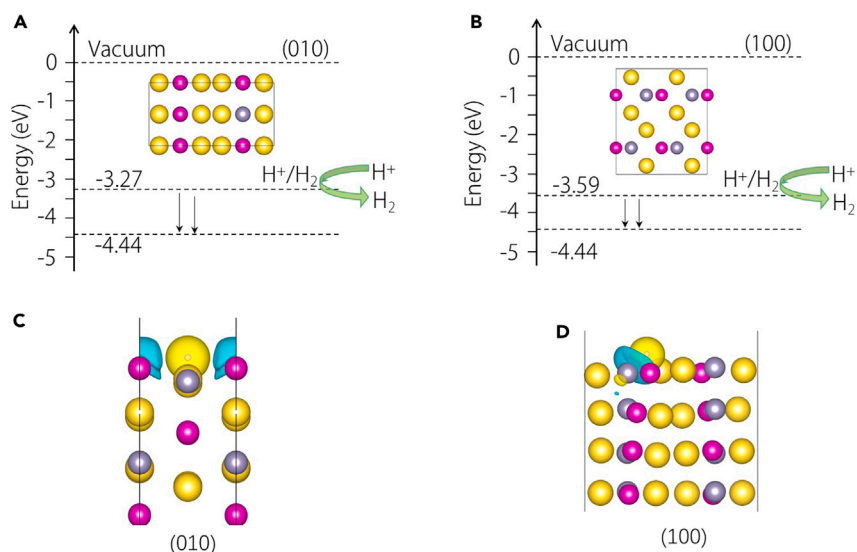 A
Vacuum (010)
Energy (eV)
0
-1
-2
-3
-4
-5
-3.27
H⁺/H₂
H⁺
H₂
-4.44
B
Vacuum (100)
Energy (eV)
0
-1
-2
-3
-4
-5
-3.59
H⁺/H₂
H⁺
H₂
-4.44
C
(010)
D
(100)